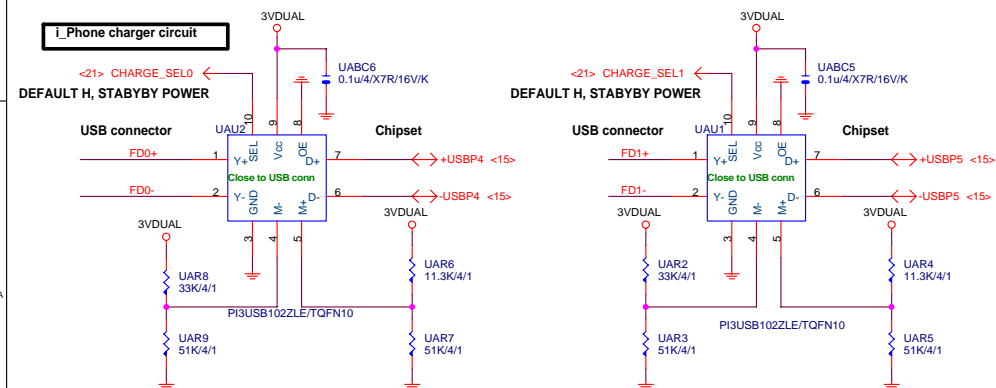 i_Phone charger circuit
3VDUAL
UABC6
0.1u/4/X7R/16V/K
<21> CHARGE_SEL0
DEFAULT H, STABYBY POWER
USB connector
UAU2
Chipset
10
9
8
FD0+
1
Y+
SEL
Vcc
OE
D+
7
+USBP4 <15>
Close to USB conn
FD0-
2
Y-
GND
M-
M+
D-
6
-USBP4 <15>
3
4
5
3VDUAL
3VDUAL
UAR8
33K/4/1
UAR6
11.3K/4/1
PI3USB102ZLE/TQFN10
UAR9
51K/4/1
UAR7
51K/4/1
3VDUAL
UABC5
0.1u/4/X7R/16V/K
<21> CHARGE_SEL1
DEFAULT H, STABYBY POWER
USB connector
UAU1
Chipset
10
9
8
FD1+
1
Y+
SEL
Vcc
OE
D+
7
+USBP5 <15>
Close to USB conn
FD1-
2
Y-
GND
M-
M+
D-
6
-USBP5 <15>
3
4
5
3VDUAL
3VDUAL
UAR2
33K/4/1
UAR4
11.3K/4/1
PI3USB102ZLE/TQFN10
UAR3
51K/4/1
UAR5
51K/4/1
A